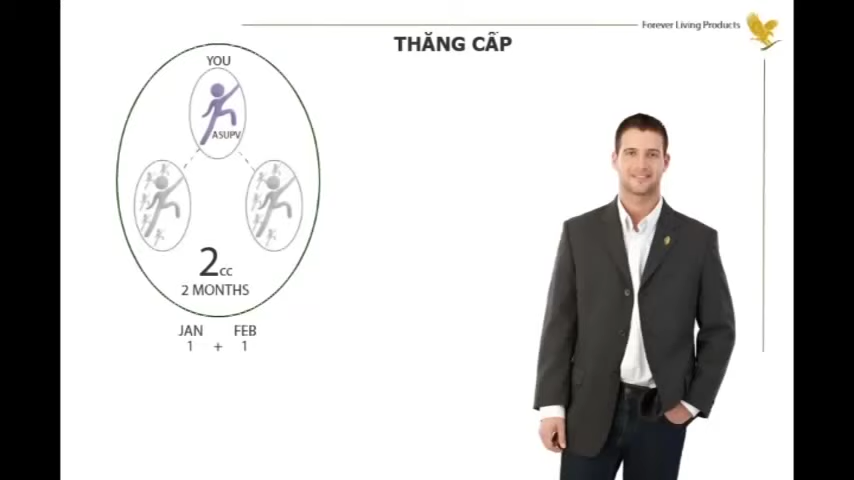 Forever Living Products
THĂNG CẤP
YOU
ASUPV
2cc
2 MONTHS
JAN FEB
1 + 1